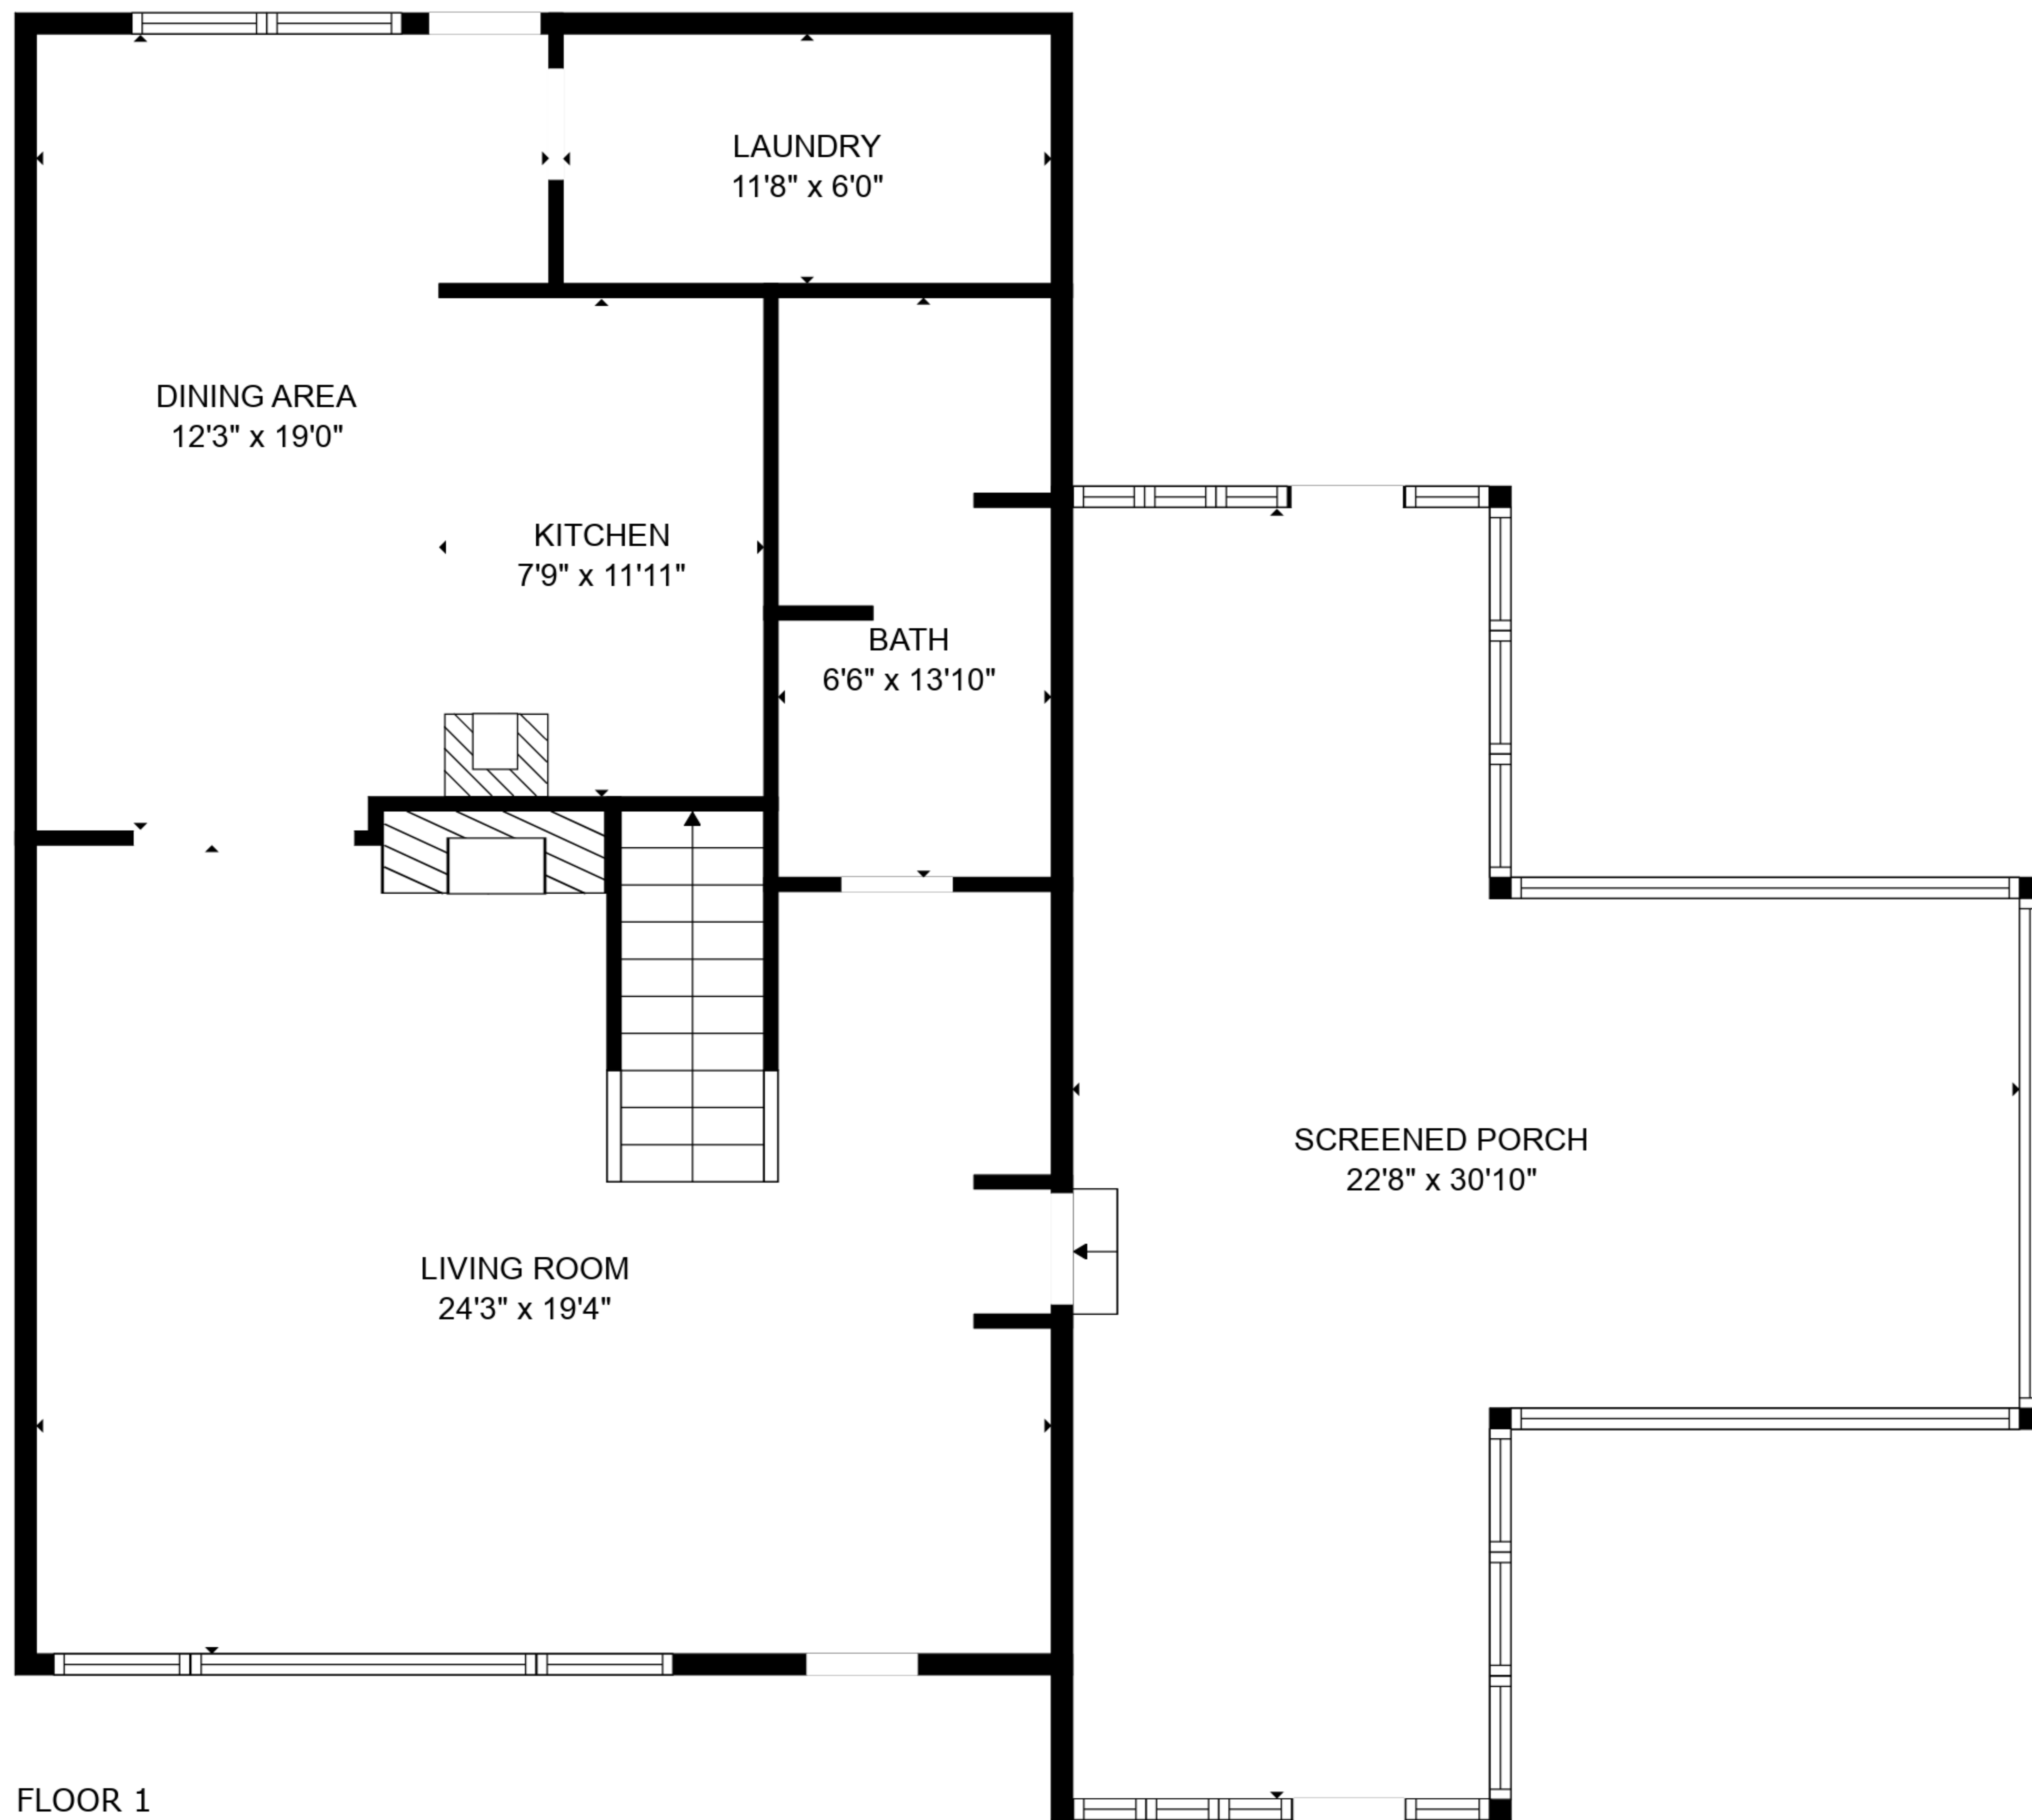 LAUNDRY
11'8" x 6'0"
DINING AREA
12'3" x 19'0"
KITCHEN
7'9" x 11'11"
BATH
6'6" x 13'10"
SCREENED PORCH
22'8" x 30'10"
LIVING ROOM
24'3" x 19'4"
FLOOR 1